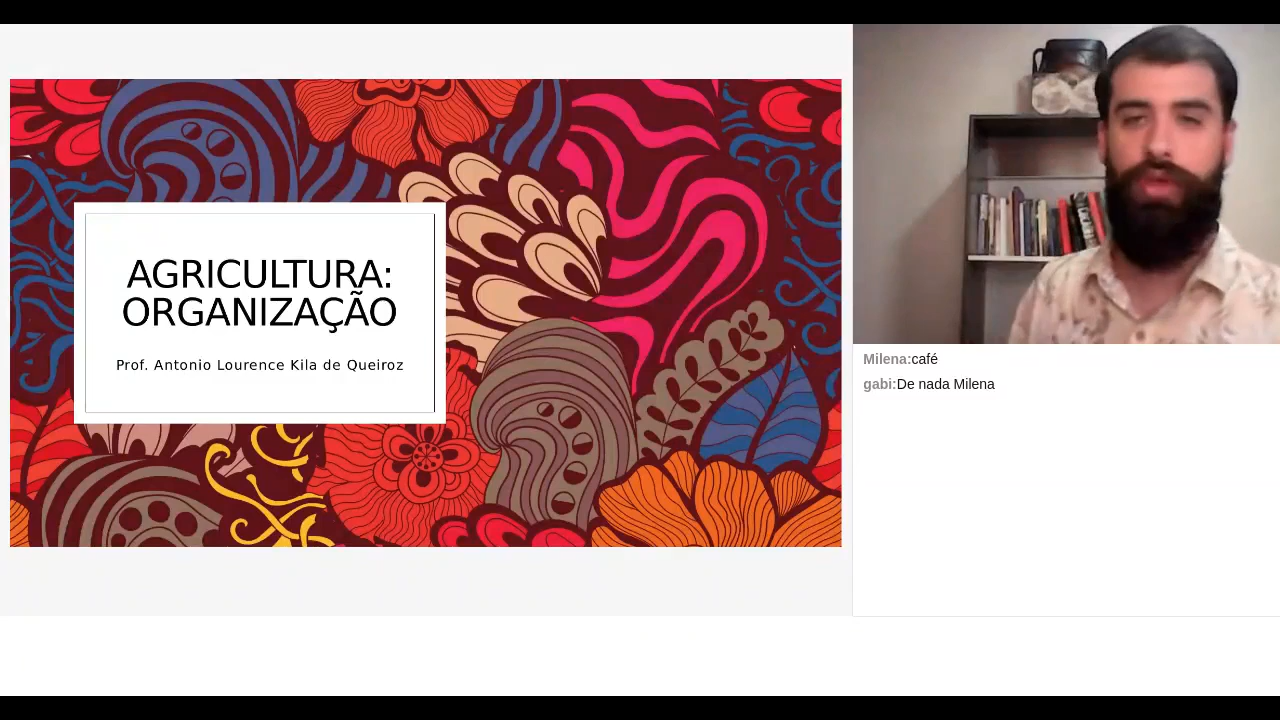 AGRICULTURA:
ORGANIZAÇÃO
Prof. Antonio Lourence Kila de Queiroz
Milena:café
gabi:De nada Milena